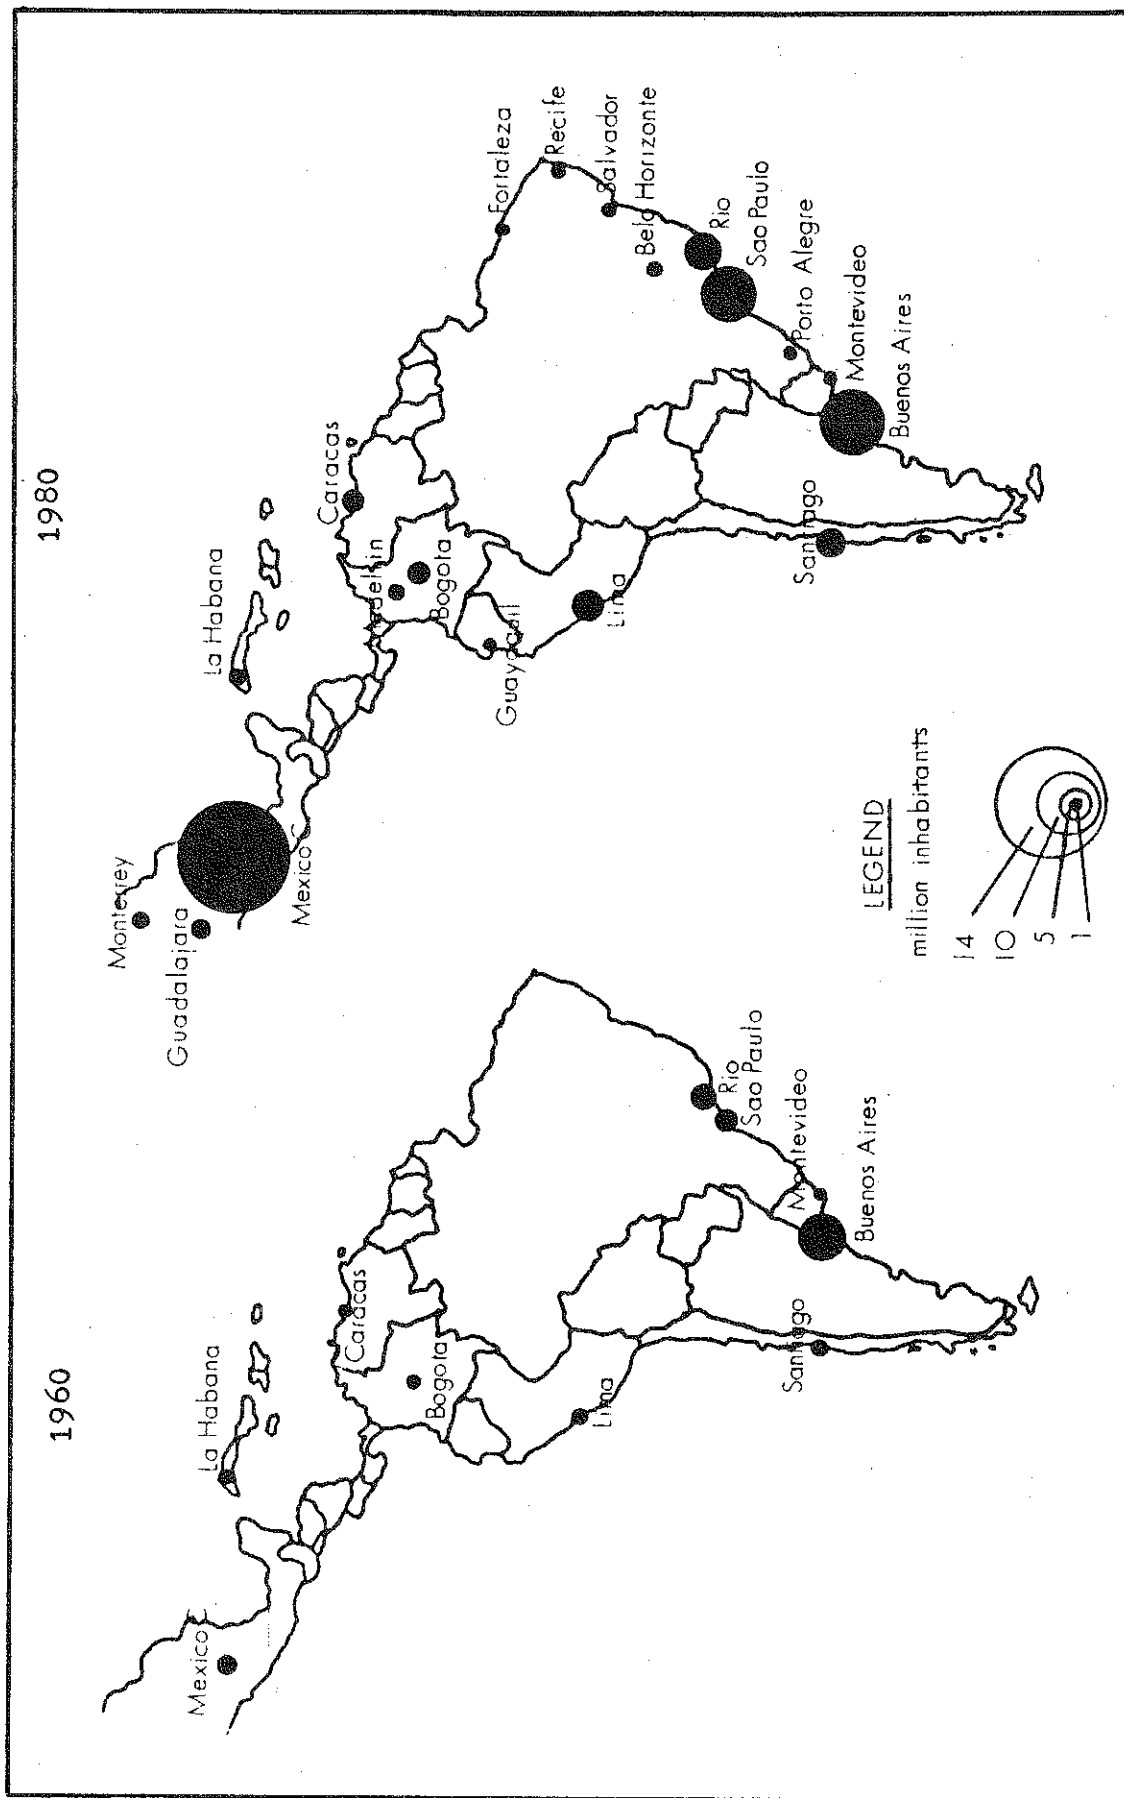 1960
La Habana
Mexico C
Caracas
Bogota
Lima
Rio
Sao Paulo
Montevideo
Santiago
Buenos Aires
1980
La Habana
Monterrey
Guadalajara
Mexico C
Caracas
Medellin
Bogota
Guayaquil
Lima
Fortaleza
Recife
Salvador
Belo Horizonte
Rio
Sao Paulo
Porto Alegre
Montevideo
Buenos Aires
Santiago
LEGEND
million inhabitants
14
10
5
1